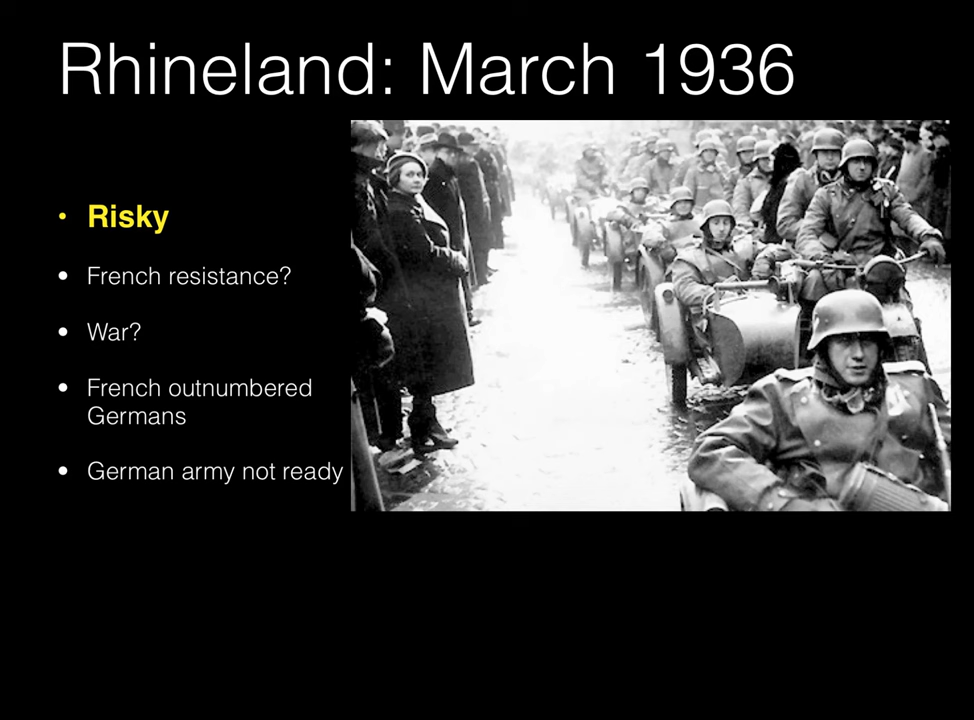 Rhineland: March 1936
• Risky
• French resistance?
• War?
• French outnumbered
Germans
• German army not ready